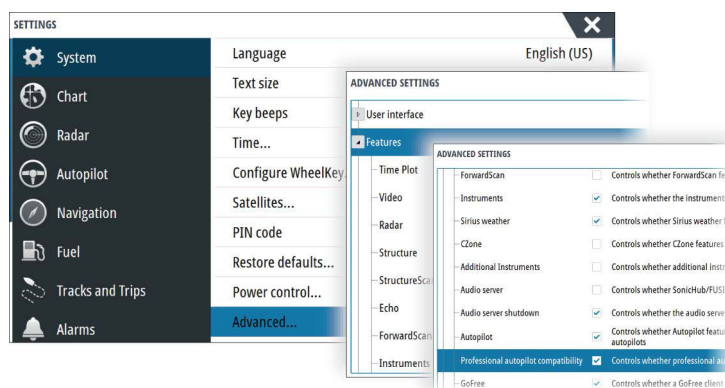 SETTINGS
System
Chart
Radar
Autopilot
Navigation
Fuel
Tracks and Trips
Alarms
Language English (US)
Text size
Key beeps
Time...
Configure WheelKey
Satellites...
PIN code
Restore defaults...
Power control...
Advanced...
ADVANCED SETTINGS
User interface
Features
Time Plot
Video
Radar
Structure
StructureSca
Echo
ForwardScan
Instruments
ADVANCED SETTINGS
ForwardScan Controls whether ForwardScan fe
Instruments Controls whether the instrument
Sirius weather Controls whether Sirius weather
CZone Controls whether CZone features
Additional Instruments Controls whether additional instr
Audio server Controls whether SonicHub/FUSI
Audio server shutdown Controls whether the audio serve
Autopilot Controls whether Autopilot featu
autopilots
Professional autopilot compatibility Controls whether professional au
GoFree Controls whether a GoFree client